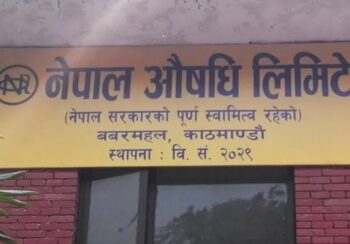 नेपाल औषधि लिमिटे
(नेपाल सरकारको पूर्ण स्वामित्व रहेको)
बबरमहल, काठमाण्डौ
स्थापना : वि. सं. २०२९